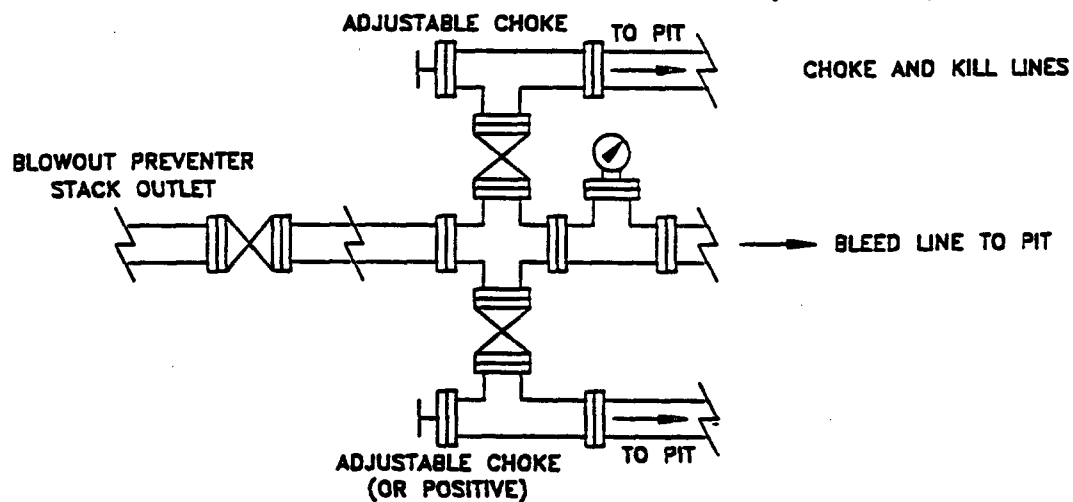 ADJUSTABLE CHOKE
TO PIT
CHOKE AND KILL LINES
BLOWOUT PREVENTER
STACK OUTLET
BLEED LINE TO PIT
ADJUSTABLE CHOKE
(OR POSITIVE)
TO PIT